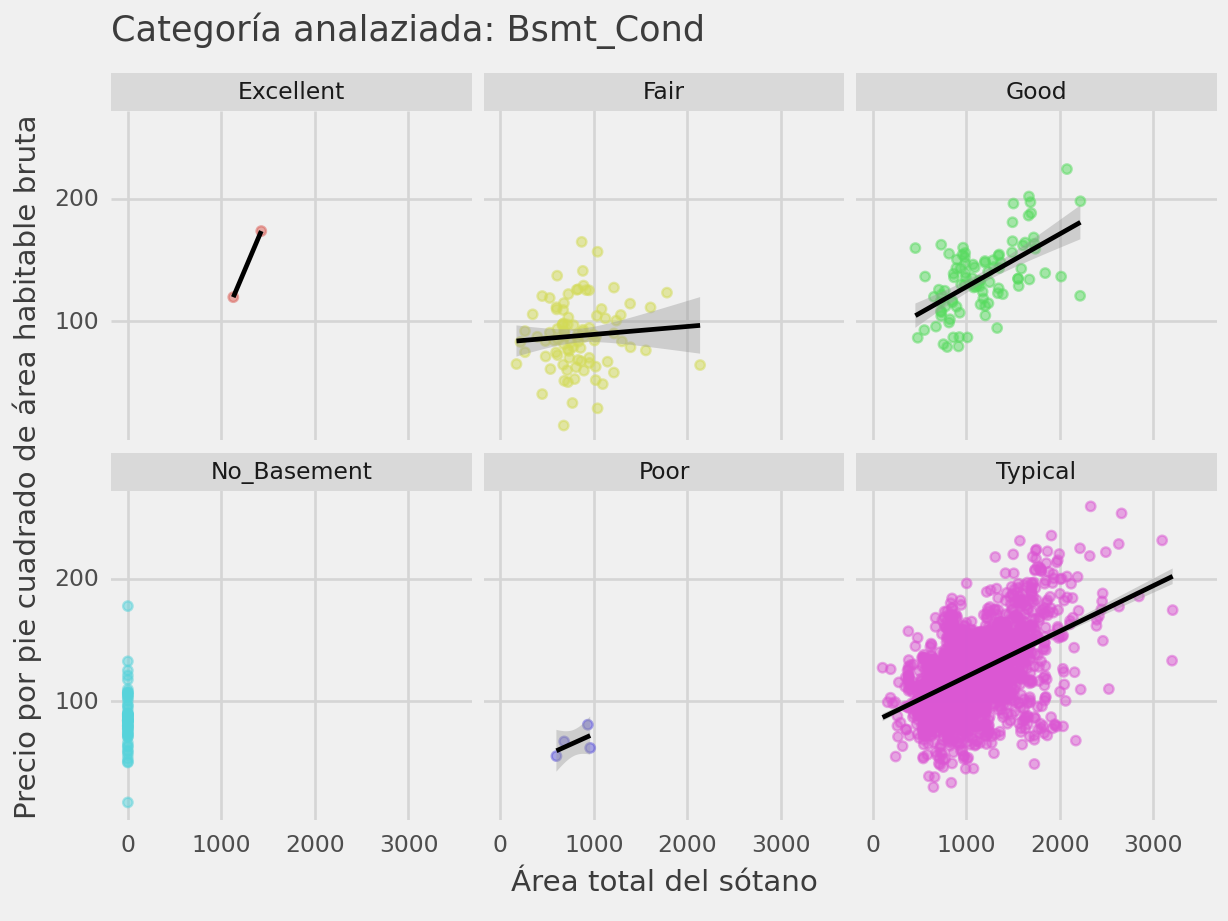 Categoría analaziada: Bsmt_Cond
Excellent
Fair
Good
200
100
No_Basement
Poor
Typical
200
100
0 1000 2000 3000
0 1000 2000 3000
0 1000 2000 3000
Área total del sótano
Precio por pie cuadrado de área habitable bruta